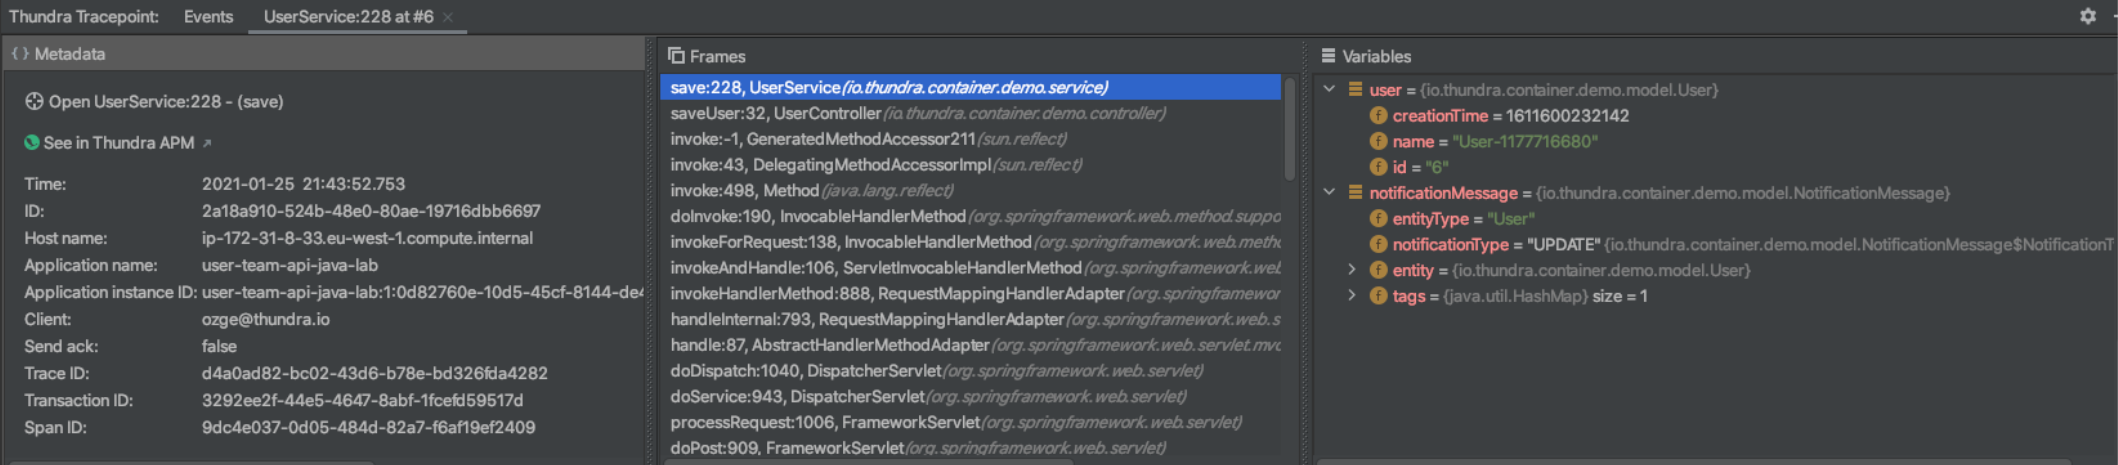 Thundra Tracepoint: Events UserService:228 at #6
{ } Metadata
Open UserService:228 - (save)
See in Thundra APM
Time: 2021-01-25 21:43:52.753
ID: 2a18a910-524b-48e0-80ae-19716dbb6697
Host name: ip-172-31-8-33.eu-west-1.compute.internal
Application name: user-team-api-java-lab
Application instance ID: user-team-api-java-lab:1:0d82760e-10d5-45cf-8144-de4
Client: ozge@thundra.io
Send ack: false
Trace ID: d4a0ad82-bc02-43d6-b78e-bd326fda4282
Transaction ID: 3292ee2f-44e5-4647-8abf-1fcefd59517d
Span ID: 9dc4e037-0d05-484d-82a7-f6af19ef2409
Frames
save:228, UserService (io.thundra.container.demo.service)
saveUser:32, UserController (io.thundra.container.demo.controller)
invoke:-1, GeneratedMethodAccessor211 (sun.reflect)
invoke:43, DelegatingMethodAccessorImpl (sun.reflect)
invoke:498, Method (java.lang.reflect)
doInvoke:190, InvocableHandlerMethod (org.springframework.web.method.suppo
invokeForRequest:138, InvocableHandlerMethod (org.springframework.web.metho
invokeAndHandle:106, ServletInvocableHandlerMethod (org.springframework.web
invokeHandlerMethod:888, RequestMappingHandlerAdapter (org.springframewor
handleInternal:793, RequestMappingHandlerAdapter (org.springframework.web.s
handle:87, AbstractHandlerMethodAdapter (org.springframework.web.servlet.mvc
doDispatch:1040, DispatcherServlet (org.springframework.web.servlet)
doService:943, DispatcherServlet (org.springframework.web.servlet)
processRequest:1006, FrameworkServlet (org.springframework.web.servlet)
doPost:909, FrameworkServlet (org.springframework.web.servlet)
Variables
user = {io.thundra.container.demo.model.User}
f creationTime = 1611600232142
f name = "User-1177716680"
f id = "6"
notificationMessage = {io.thundra.container.demo.model.NotificationMessage}
f entityType = "User"
f notificationType = "UPDATE" {io.thundra.container.demo.model.NotificationMessage$NotificationT
f entity = {io.thundra.container.demo.model.User}
f tags = {java.util.HashMap} size = 1